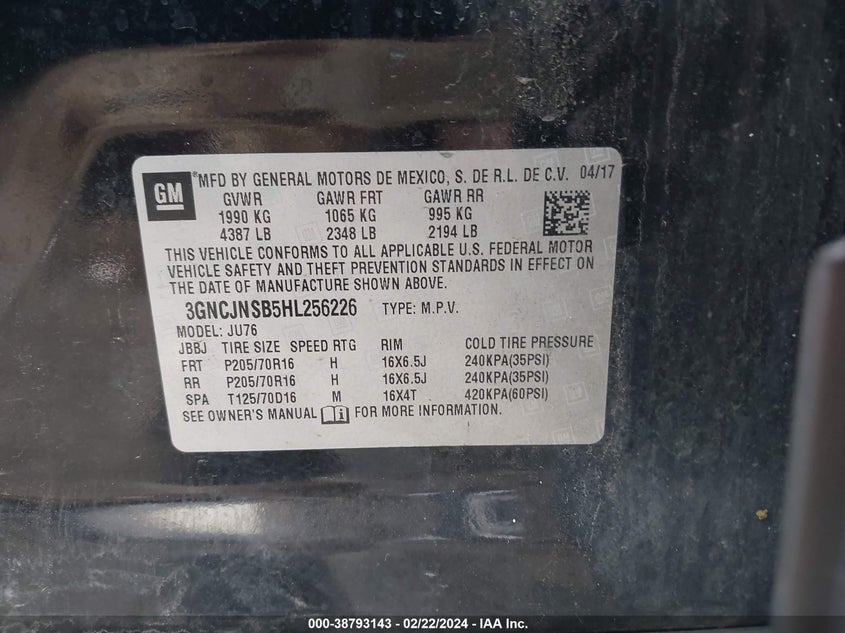 GM
®MFD BY GENERAL MOTORS DE MEXICO, S. DE R.L. DE C.V. 04/17
GVWR GAWR FRT GAWR RR
1990 KG 1065 KG 995 KG
4387 LB 2348 LB 2194 LB
THIS VEHICLE CONFORMS TO ALL APPLICABLE U.S. FEDERAL MOTOR
VEHICLE SAFETY AND THEFT PREVENTION STANDARDS IN EFFECT ON
THE DATE OF MANUFACTURE SHOWN ABOVE.
3GNCJNSB5HL256226 TYPE: M.P.V.
MODEL: JU76
JBBJ TIRE SIZE SPEED RTG RIM COLD TIRE PRESSURE
FRT P205/70R16 H 16X6.5J 240KPA(35PSI)
RR P205/70R16 H 16X6.5J 240KPA(35PSI)
SPA T125/70D16 M 16X4T 420KPA(60PSI)
SEE OWNER'S MANUAL i FOR MORE INFORMATION.
000-38793143 - 02/22/2024 - IAA Inc.